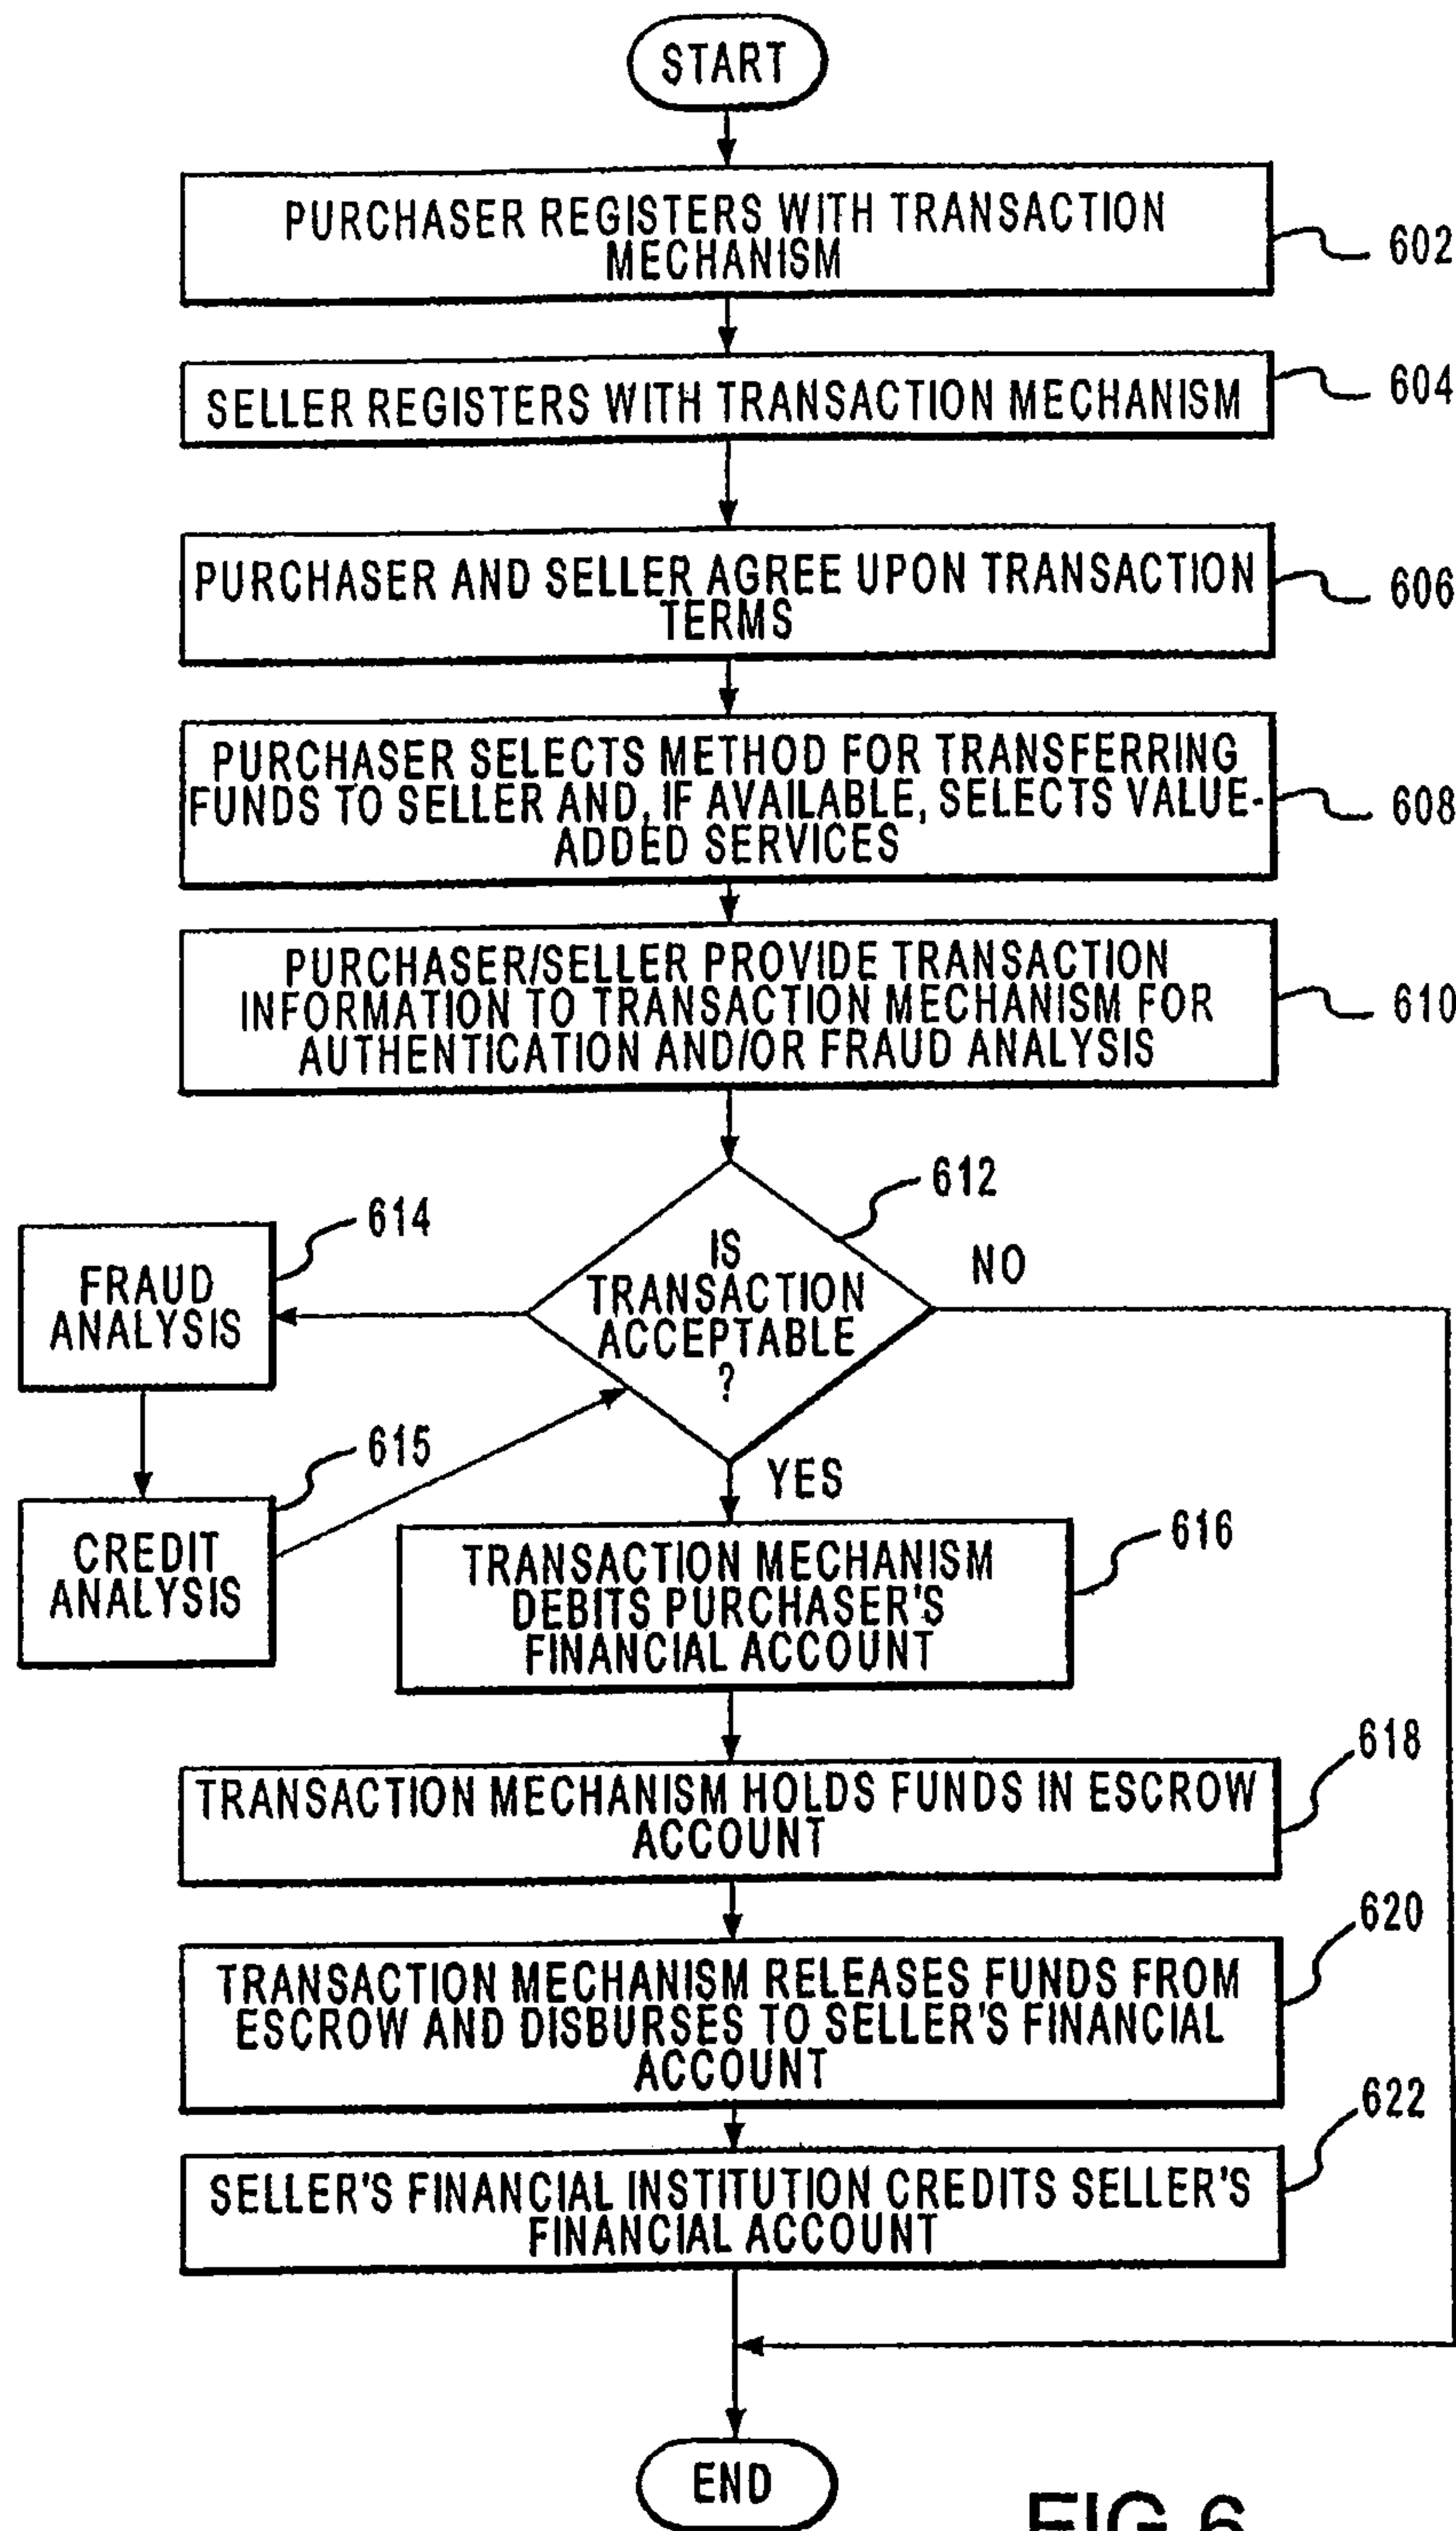 START
PURCHASER REGISTERS WITH TRANSACTION
MECHANISM
602
SELLER REGISTERS WITH TRANSACTION MECHANISM
604
PURCHASER AND SELLER AGREE UPON TRANSACTION
TERMS
606
PURCHASER SELECTS METHOD FOR TRANSFERRING
FUNDS TO SELLER AND, IF AVAILABLE, SELECTS VALUE-
ADDED SERVICES
608
PURCHASER/SELLER PROVIDE TRANSACTION
INFORMATION TO TRANSACTION MECHANISM FOR
AUTHENTICATION AND/OR FRAUD ANALYSIS
610
IS
TRANSACTION
ACCEPTABLE
?
612
NO
614
FRAUD
ANALYSIS
615
CREDIT
ANALYSIS
YES
TRANSACTION MECHANISM
DEBITS PURCHASER'S
FINANCIAL ACCOUNT
616
TRANSACTION MECHANISM HOLDS FUNDS IN ESCROW
ACCOUNT
618
TRANSACTION MECHANISM RELEASES FUNDS FROM
ESCROW AND DISBURSES TO SELLER'S FINANCIAL
ACCOUNT
620
SELLER'S FINANCIAL INSTITUTION CREDITS SELLER'S
FINANCIAL ACCOUNT
622
END
FIG.6